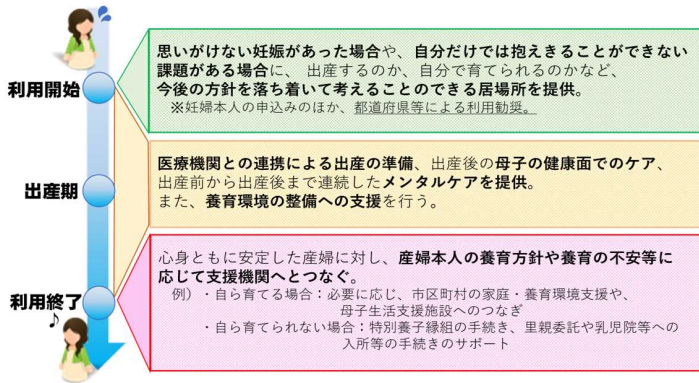 思いがけない妊娠があった場合や、自分だけでは抱えきることができない
課題がある場合に、 出産するのか、自分で育てられるのかなど、
今後の方針を落ち着いて考えることのできる居場所を提供。
※妊婦本人の申込みのほか、都道府県等による利用勧奨。
利用開始
医療機関との連携による出産の準備、出産後の母子の健康面でのケア、
出産前から出産後まで連続したメンタルケアを提供。
また、養育環境の整備への支援を行う。
出産期
心身ともに安定した産婦に対し、産婦本人の養育方針や養育の不安等に
応じて支援機関へとつなぐ。
例）・自ら育てる場合：必要に応じ、市区町村の家庭・養育環境支援や、
母子生活支援施設へのつなぎ
・自ら育てられない場合：特別養子縁組の手続き、里親委託や乳児院等への
入所等の手続きのサポート
利用終了
♪